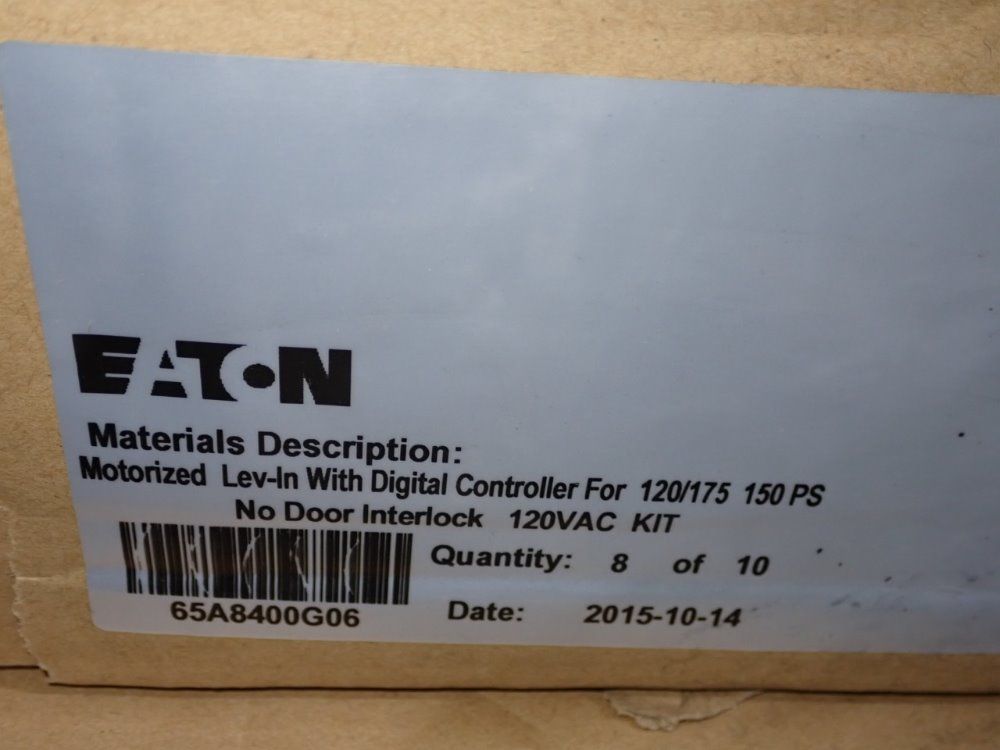 EATON
Materials Description:
Motorized Lev-In With Digital Controller For 120/175 150 PS
No Door Interlock 120VAC KIT
Quantity: 8 of 10
65A8400G06
Date: 2015-10-14